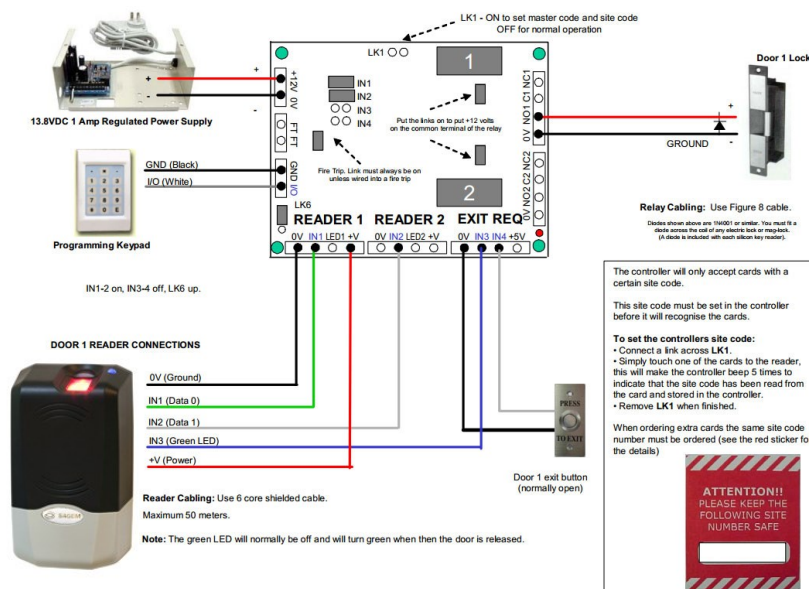 LK1 - ON to set master code and site code
OFF for normal operation
LK1
1
Door 1 Lock
+
-
+
-
+12V 0V
IN1
IN2
IN3
IN4
NC1
C1
NO1
0V
+
-
GROUND
13.8VDC 1 Amp Regulated Power Supply
FT FT
Put the links on to put +12 volts
on the common terminal of the relay
Fire Trip. Link must always be on
unless wired into a fire trip
GND (Black)
I/O (White)
GND I/O
LK6
2
NC2
C2
NO2
0V
Relay Cabling: Use Figure 8 cable.
Diodes shown above are 1N4001 or similar. You must fit a
diode across the coil of any electric lock or mag-lock.
(A diode is included with each silicon key reader).
Programming Keypad
READER 1 READER 2 EXIT REQ
0V IN1 LED1 +V 0V IN2 LED2 +V 0V IN3 IN4 +5V
IN1-2 on, IN3-4 off, LK6 up.
The controller will only accept cards with a
certain site code.
This site code must be set in the controller
before it will recognise the cards.
To set the controllers site code:
• Connect a link across LK1.
• Simply touch one of the cards to the reader,
this will make the controller beep 5 times to
indicate that the site code has been read from
the card and stored in the controller.
• Remove LK1 when finished.
When ordering extra cards the same site code
number must be ordered (see the red sticker fo
the details)
DOOR 1 READER CONNECTIONS
0V (Ground)
IN1 (Data 0)
IN2 (Data 1)
IN3 (Green LED)
+V (Power)
PRESS
TO EXIT
Door 1 exit button
(normally open)
Reader Cabling: Use 6 core shielded cable.
Maximum 50 meters.
Note: The green LED will normally be off and will turn green when then the door is released.
SAGEM
ATTENTION!!
PLEASE KEEP THE
FOLLOWING SITE
NUMBER SAFE